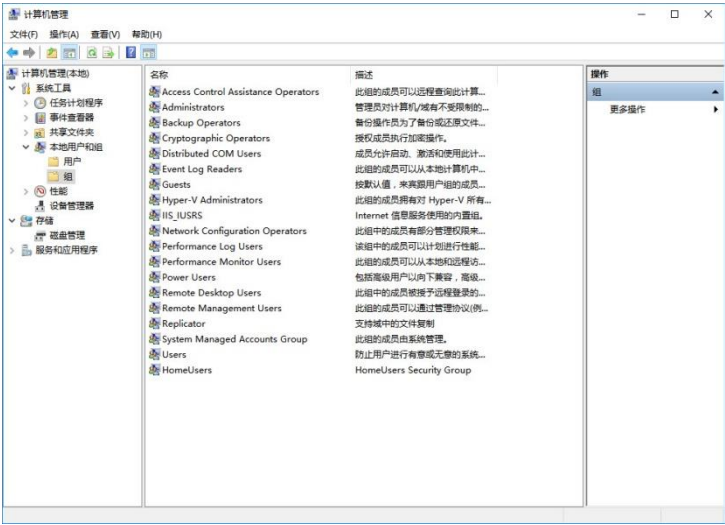 计算机管理
文件(F) 操作(A) 查看(V) 帮助(H)
计算机管理(本地)
系统工具
任务计划程序
事件查看器
共享文件夹
本地用户和组
用户
组
性能
设备管理器
存储
磁盘管理
服务和应用程序
名称 描述
Access Control Assistance Operators 此组的成员可以远程查询此计算...
Administrators 管理员对计算机/域有不受限制的...
Backup Operators 备份操作员为了备份或还原文件...
Cryptographic Operators 授权成员执行加密操作。
Distributed COM Users 成员允许启动、激活和使用此计...
Event Log Readers 此组的成员可以从本地计算机中...
Guests 按默认值，来宾跟用户组的成员...
Hyper-V Administrators 此组的成员拥有对 Hyper-V 所有...
IIS_IUSRS Internet 信息服务使用的内置组。
Network Configuration Operators 此组中的成员有部分管理权限来...
Performance Log Users 该组中的成员可以计划进行性能...
Performance Monitor Users 此组的成员可以从本地和远程访...
Power Users 包括高级用户以向下兼容，高级...
Remote Desktop Users 此组中的成员被授予远程登录的...
Remote Management Users 此组的成员可以通过管理协议(例...
Replicator 支持域中的文件复制
System Managed Accounts Group 此组的成员由系统管理。
Users 防止用户进行有意或无意的系统...
HomeUsers HomeUsers Security Group
操作
组
更多操作